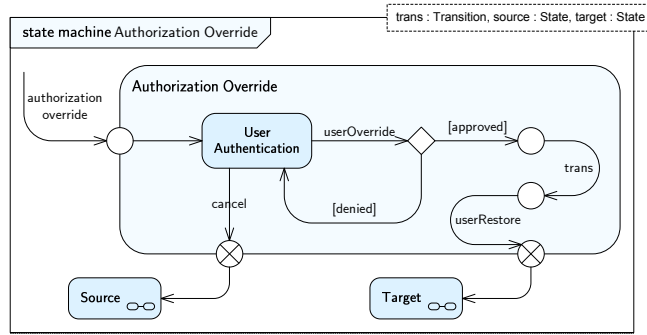 trans : Transition, source : State, target : State
state machine Authorization Override
Authorization Override
authorization
override
User
Authentication
userOverride
[approved]
trans
[denied]
cancel
userRestore
Source
Target